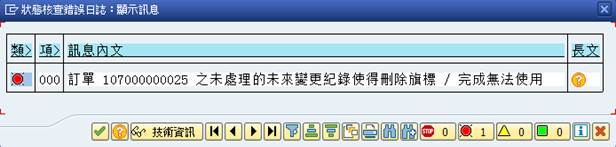 狀態核查錯誤日誌：顯示訊息
類> 項> 訊息內文 長文
000 訂單 107000000025 之未處理的未來變更紀錄使得刪除旗標 / 完成無法使用
技術資訊 STOP 0 1 0 0